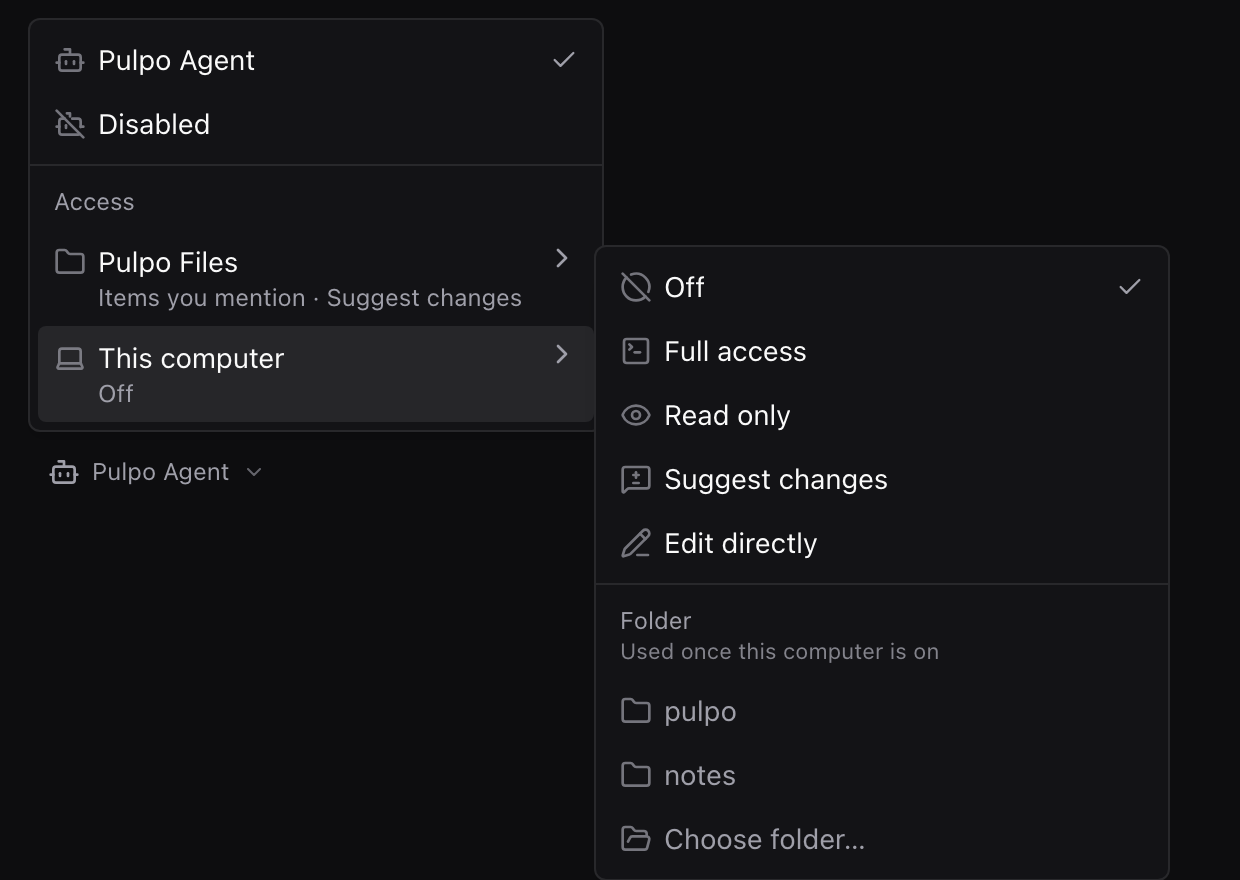 Pulpo Agent
Disabled
Access
Pulpo Files
Items you mention · Suggest changes
This computer
Off
Pulpo Agent
Off
Full access
Read only
Suggest changes
Edit directly
Folder
Used once this computer is on
pulpo
notes
Choose folder...